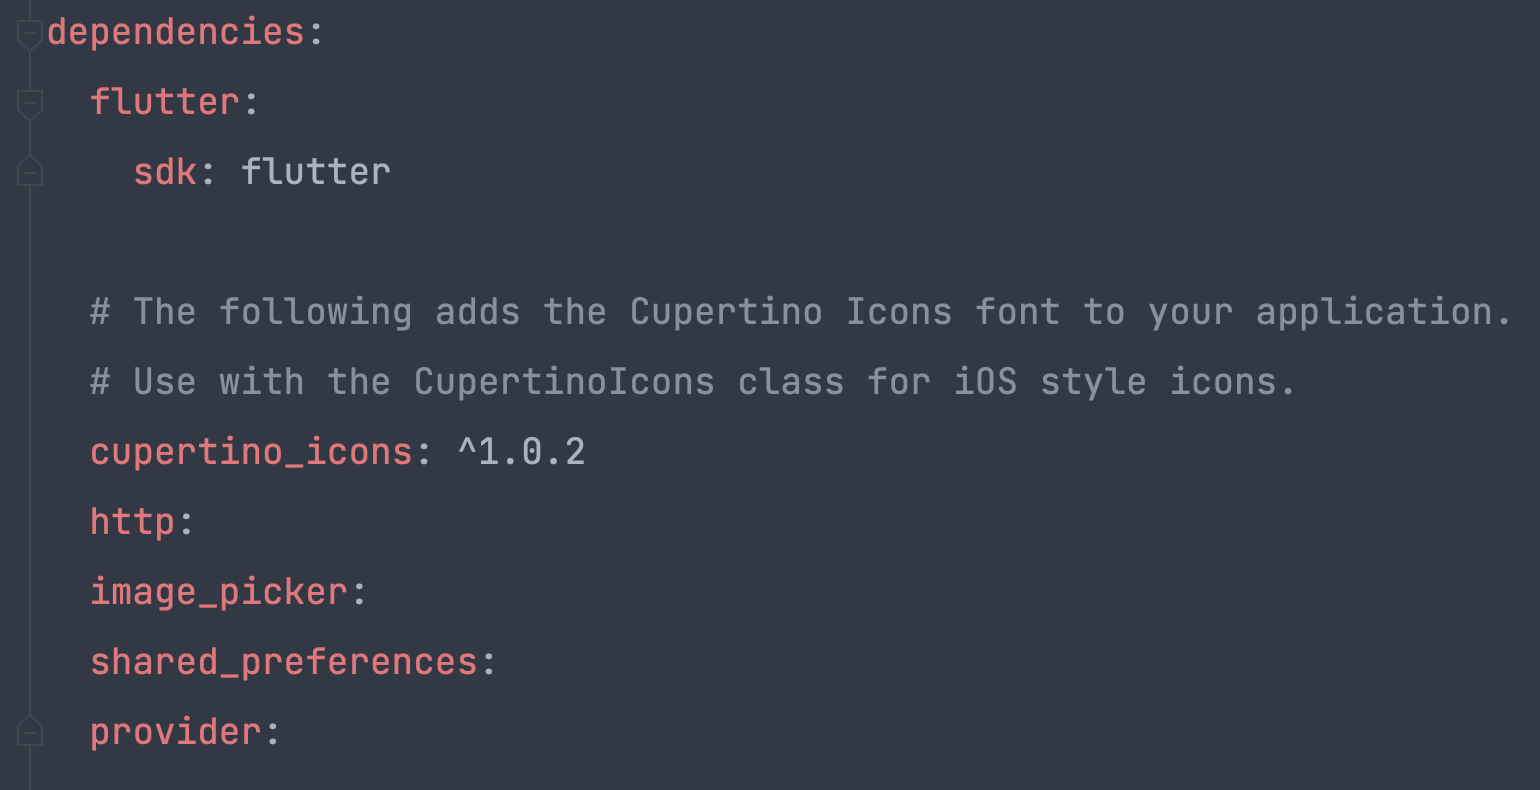 dependencies:
  flutter:
    sdk: flutter

  # The following adds the Cupertino Icons font to your application.
  # Use with the CupertinoIcons class for iOS style icons.
  cupertino_icons: ^1.0.2
  http:
  image_picker:
  shared_preferences:
  provider: